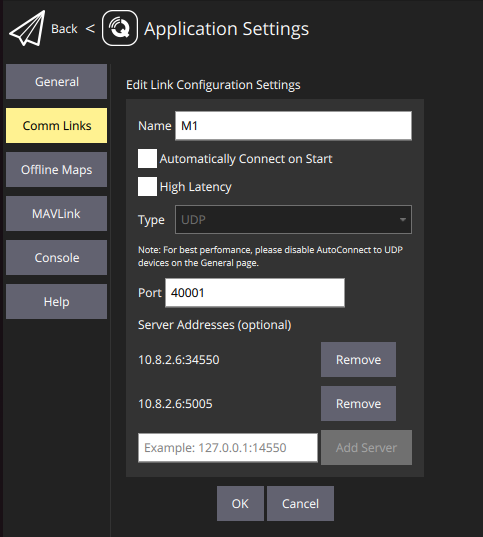 Back < Application Settings
General
Comm Links
Offline Maps
MAVLink
Console
Help
Edit Link Configuration Settings
Name M1
Automatically Connect on Start
High Latency
Type UDP
Note: For best perfomance, please disable AutoConnect to UDP
devices on the General page.
Port 40001
Server Addresses (optional)
10.8.2.6:34550 Remove
10.8.2.6:5005 Remove
Example: 127.0.0.1:14550 Add Server
OK Cancel